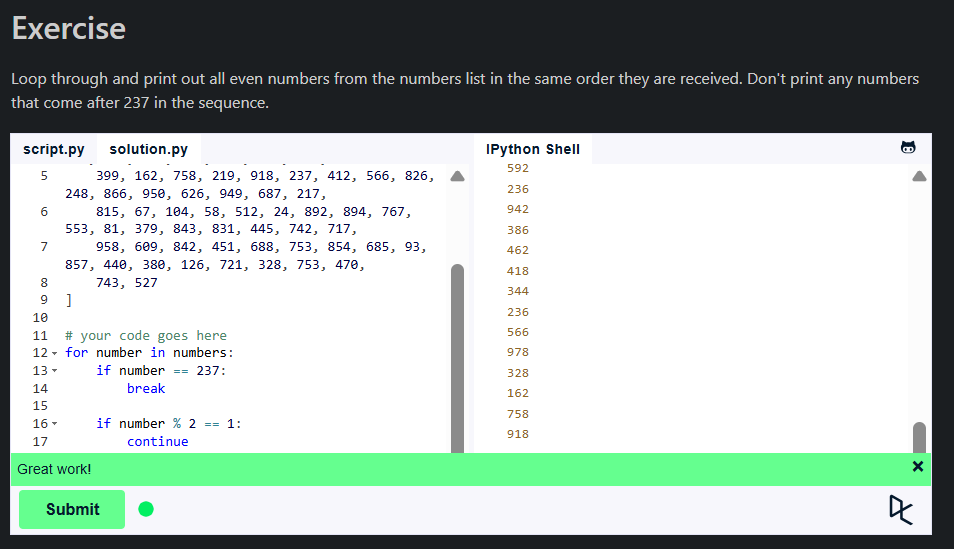 Exercise
Loop through and print out all even numbers from the numbers list in the same order they are received. Don't print any numbers
that come after 237 in the sequence.
script.py solution.py
5 399, 162, 758, 219, 918, 237, 412, 566, 826,
248, 866, 950, 626, 949, 687, 217,
6 815, 67, 104, 58, 512, 24, 892, 894, 767,
553, 81, 379, 843, 831, 445, 742, 717,
7 958, 609, 842, 451, 688, 753, 854, 685, 93,
857, 440, 380, 126, 721, 328, 753, 470,
8 743, 527
9 ]
10
11 # your code goes here
12 for number in numbers:
13 if number == 237:
14 break
15
16 if number % 2 == 1:
17 continue
IPython Shell
592
236
942
386
462
418
344
236
566
978
328
162
758
918
Great work!
Submit